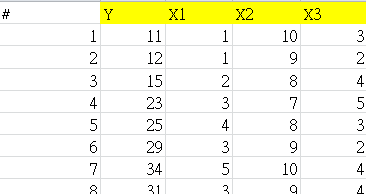 # Y X1 X2 X3
1 11 1 10 3
2 12 1 9 2
3 15 2 8 4
4 23 3 7 5
5 25 4 8 3
6 29 3 9 2
7 34 5 10 4
8 31 3 9 4